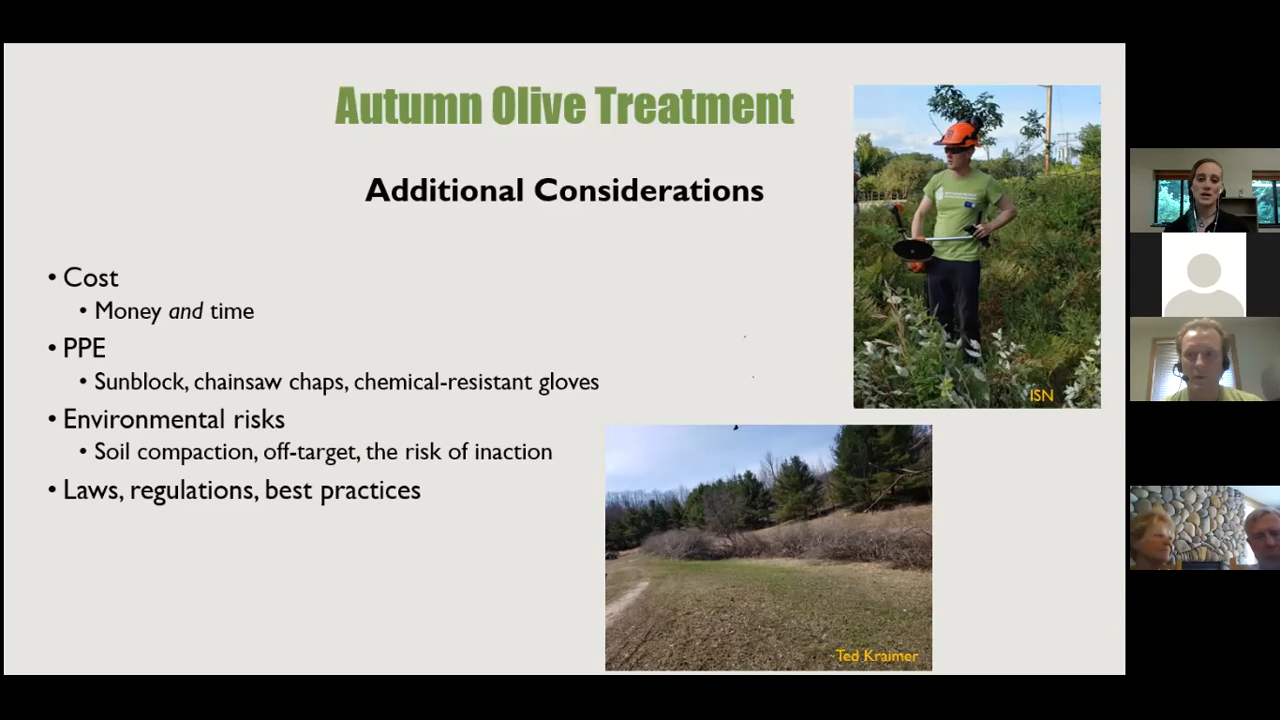 Autumn Olive Treatment
Additional Considerations
• Cost
• Money and time
• PPE
• Sunblock, chainsaw chaps, chemical-resistant gloves
• Environmental risks
• Soil compaction, off-target, the risk of inaction
• Laws, regulations, best practices
ISN
Ted Kraimer